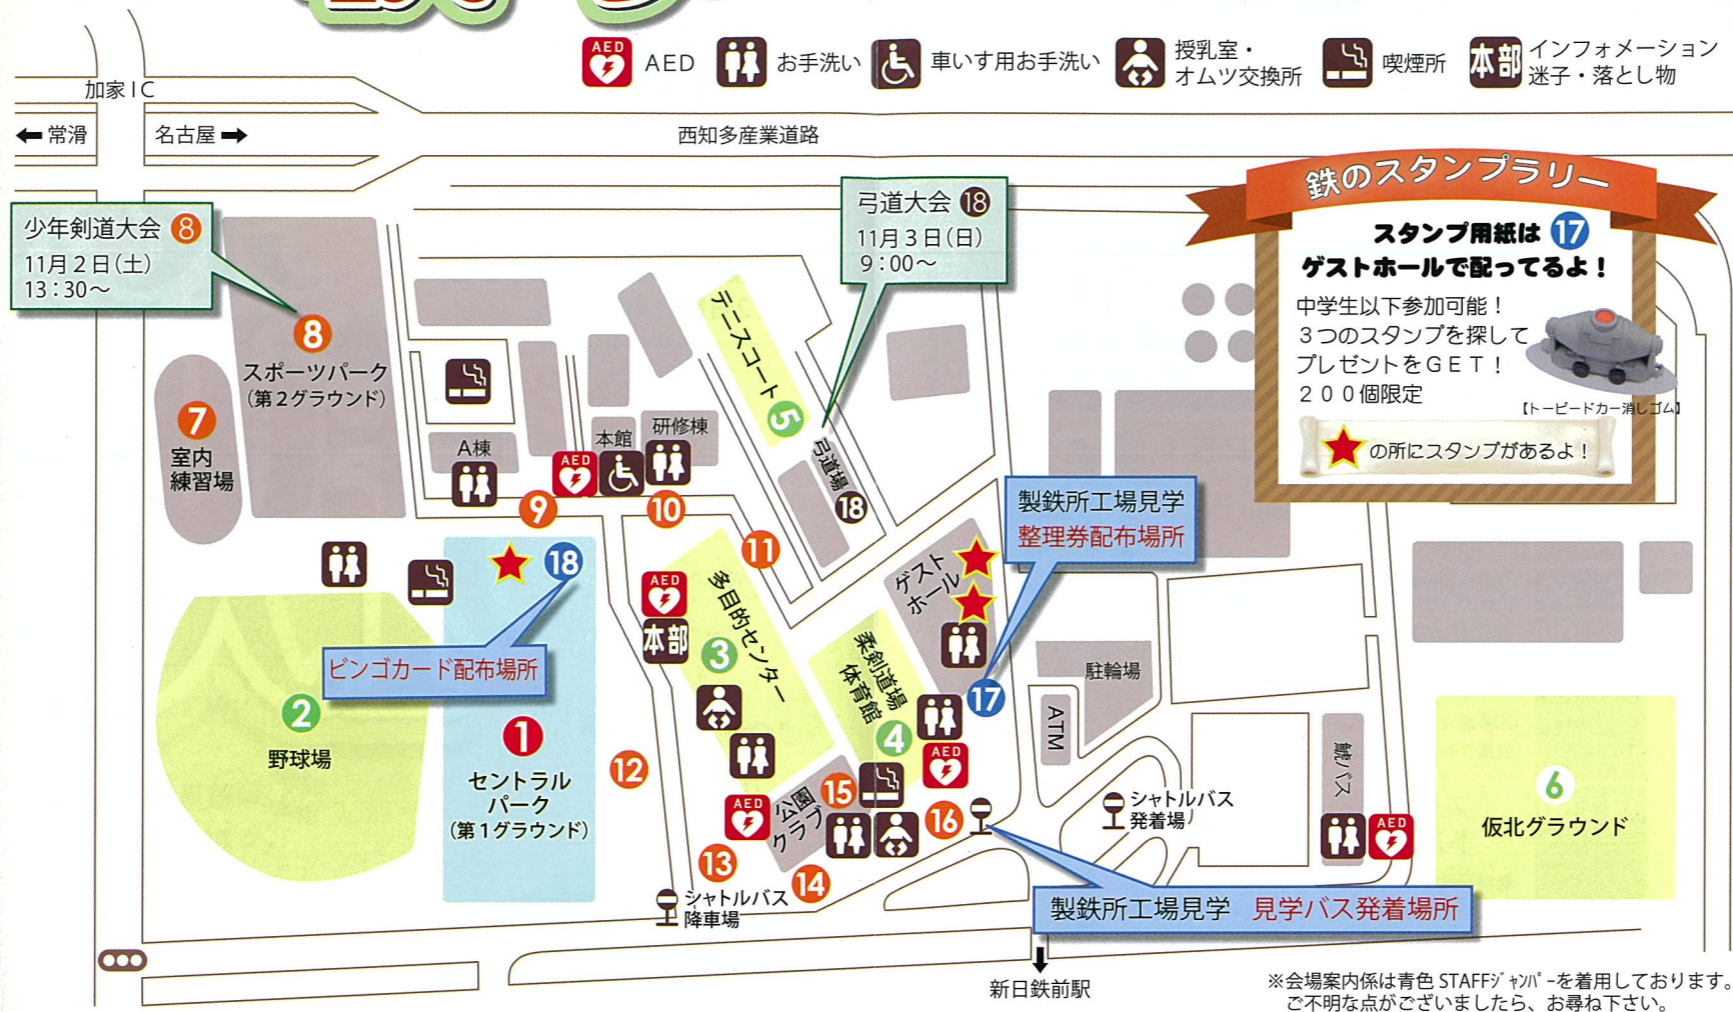 AED
AED
お手洗い
車いす用お手洗い
授乳室・
オムツ交換所
喫煙所
本部
インフォメーション
迷子・落とし物
加家IC
← 常滑
名古屋 →
西知多産業道路
少年剣道大会 8
11月2日(土)
13:30〜
弓道大会 18
11月3日(日)
9:00〜
鉄のスタンプラリー
スタンプ用紙は 17
ゲストホールで配ってるよ!
中学生以下参加可能!
3つのスタンプを探して
プレゼントをGET!
200個限定
【トーピードカー消しゴム】
★の所にスタンプがあるよ!
8
スポーツパーク
(第2グラウンド)
7
室内
練習場
テニスコート
5
弓道場
18
A棟
本館
研修棟
AED
9
10
11
製鉄所工場見学
整理券配布場所
18
ビンゴカード配布場所
AED
本部
多目的センター
3
ゲスト
ホール
柔剣道場
体育館
4
17
AED
駐輪場
ATM
鯱バス
AED
2
野球場
1
セントラル
パーク
(第1グラウンド)
12
AED
公園
クラブ
15
16
13
14
シャトルバス
発着場
シャトルバス
降車場
6
仮北グラウンド
製鉄所工場見学 見学バス発着場所
↓
新日鉄前駅
※会場案内係は青色STAFFジャンパーを着用しております。
ご不明な点がございましたら、お尋ね下さい。